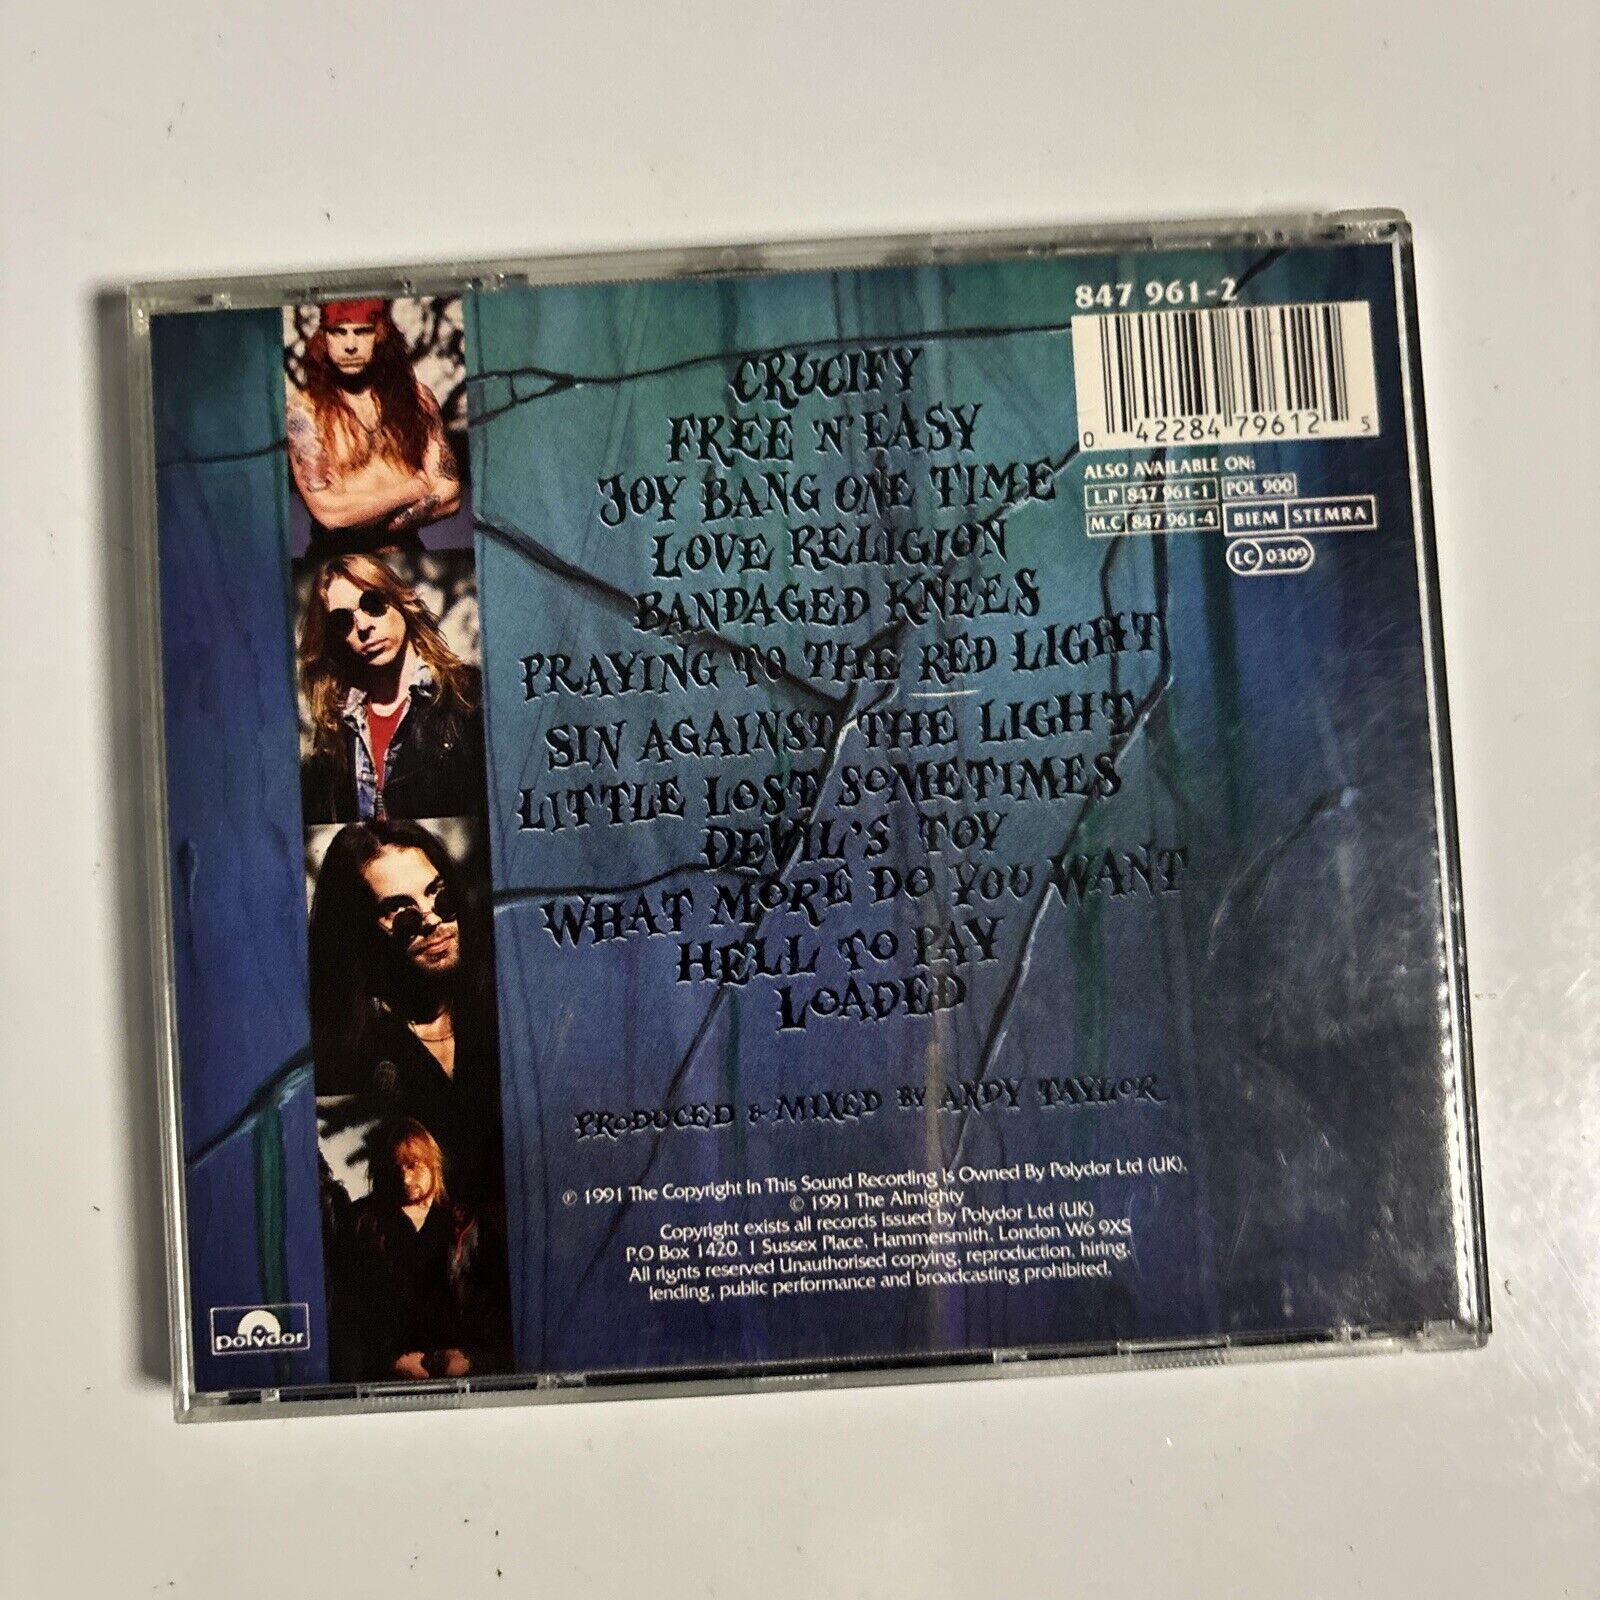 847 961-2
0 42284 79612 5
ALSO AVAILABLE ON:
L.P 847 961-1 POL 900
M.C 847 961-4 BIEM STEMRA
LC 0309
CRUCIFY
FREE 'N' EASY
JOY BANG ONE TIME
LOVE RELIGION
BANDAGED KNEES
PRAYING TO THE RED LIGHT
SIN AGAINST THE LIGHT
LITTLE LOST SOMETIMES
DEVIL'S TOY
WHAT MORE DO YOU WANT
HELL TO PAY
LOADED
PRODUCED & MIXED BY ANDY TAYLOR
℗ 1991 The Copyright In This Sound Recording Is Owned By Polydor Ltd (UK).
© 1991 The Almighty
Copyright exists all records issued by Polydor Ltd (UK)
P.O Box 1420. 1 Sussex Place, Hammersmith, London W6 9XS
All rights reserved Unauthorised copying, reproduction, hiring,
lending, public performance and broadcasting prohibited.
polydor